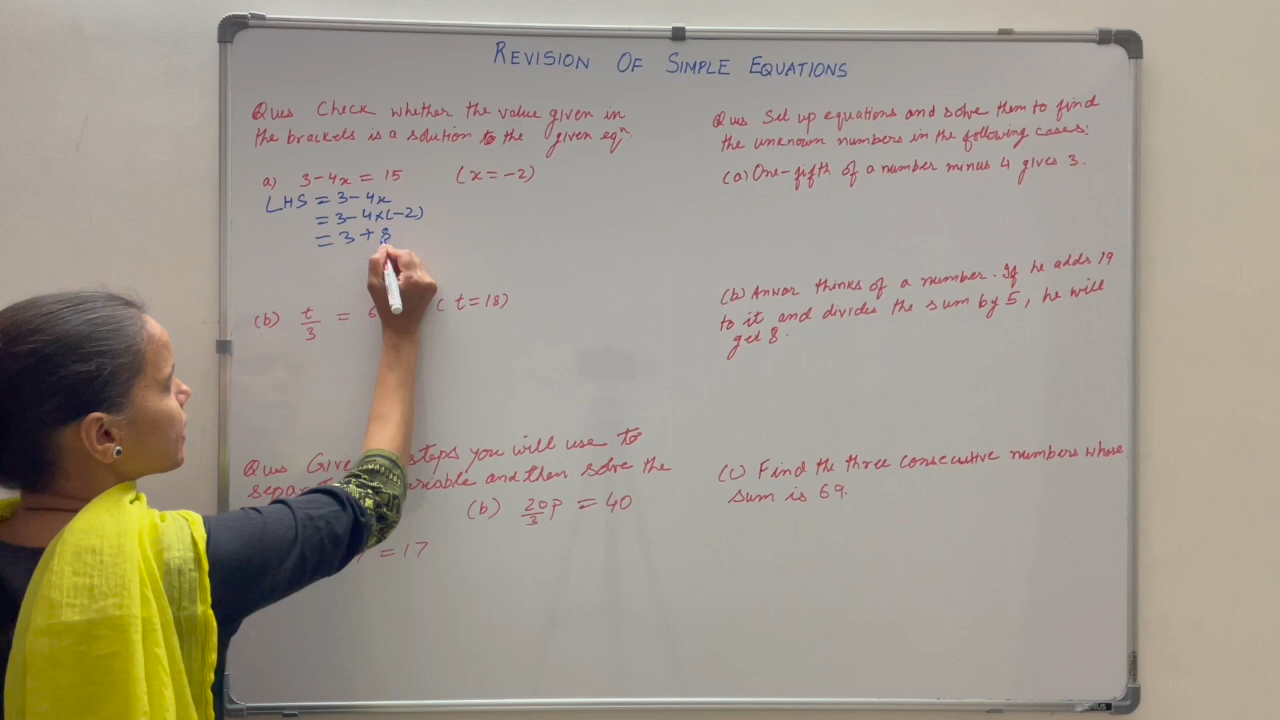 REVISION OF SIMPLE EQUATIONS
Ques Check whether the value given in
the brackets is a solution to the given eqⁿ.
a) 3-4x = 15 (x=-2)
LHS = 3-4x
= 3-4x(-2)
= 3+8
(b) t/3 = 6 (t=18)
Ques Give steps you will use to
and then solve the
(b) 20/3 p = 40
= 17
Ques Set up equations and solve them to find
the unknown numbers in the following cases:
(a) One-fifth of a number minus 4 gives 3.
(b) Anwar thinks of a number. If he adds 19
to it and divides the sum by 5, he will
get 8.
(c) Find the three consecutive numbers whose
sum is 69.